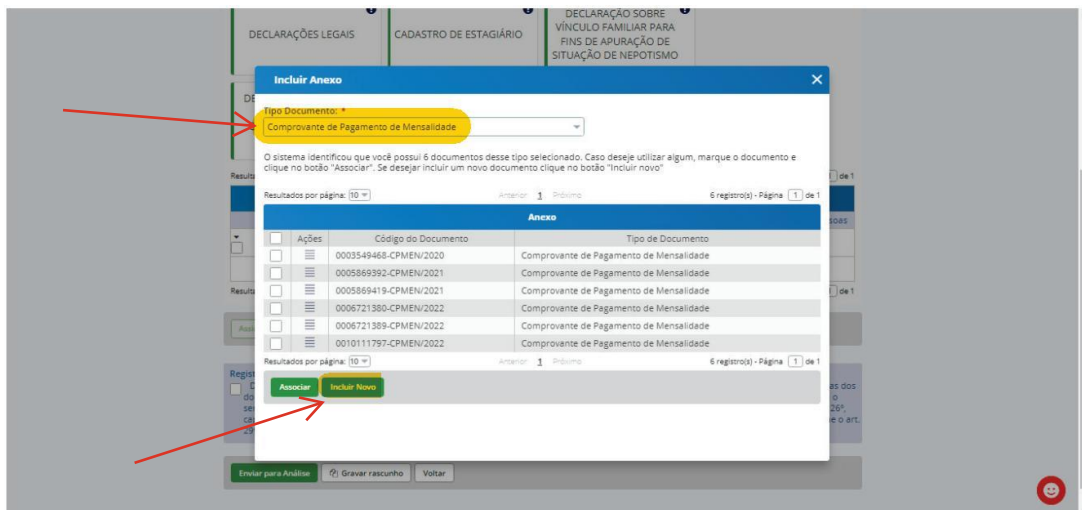 DECLARAÇÕES LEGAIS
CADASTRO DE ESTAGIÁRIO
DECLARAÇÃO SOBRE
VÍNCULO FAMILIAR PARA
FINS DE APURAÇÃO DE
SITUAÇÃO DE NEPOTISMO
Incluir Anexo
Tipo Documento: *
Comprovante de Pagamento de Mensalidade
O sistema identificou que você possui 6 documentos desse tipo selecionado. Caso deseje utilizar algum, marque o documento e
clique no botão "Associar". Se desejar incluir um novo documento clique no botão "Incluir novo"
Resultados por página: 10 Anterior 1 Próximo 6 registro(s) - Página 1 de 1
Anexo
Ações Código do Documento Tipo de Documento
0003549468-CPMEN/2020 Comprovante de Pagamento de Mensalidade
0005869392-CPMEN/2021 Comprovante de Pagamento de Mensalidade
0005869419-CPMEN/2021 Comprovante de Pagamento de Mensalidade
0006721380-CPMEN/2022 Comprovante de Pagamento de Mensalidade
0006721389-CPMEN/2022 Comprovante de Pagamento de Mensalidade
0010111797-CPMEN/2022 Comprovante de Pagamento de Mensalidade
Resultados por página: 10 Anterior 1 Próximo 6 registro(s) - Página 1 de 1
Associar Incluir Novo
Enviar para Análise Gravar rascunho Voltar